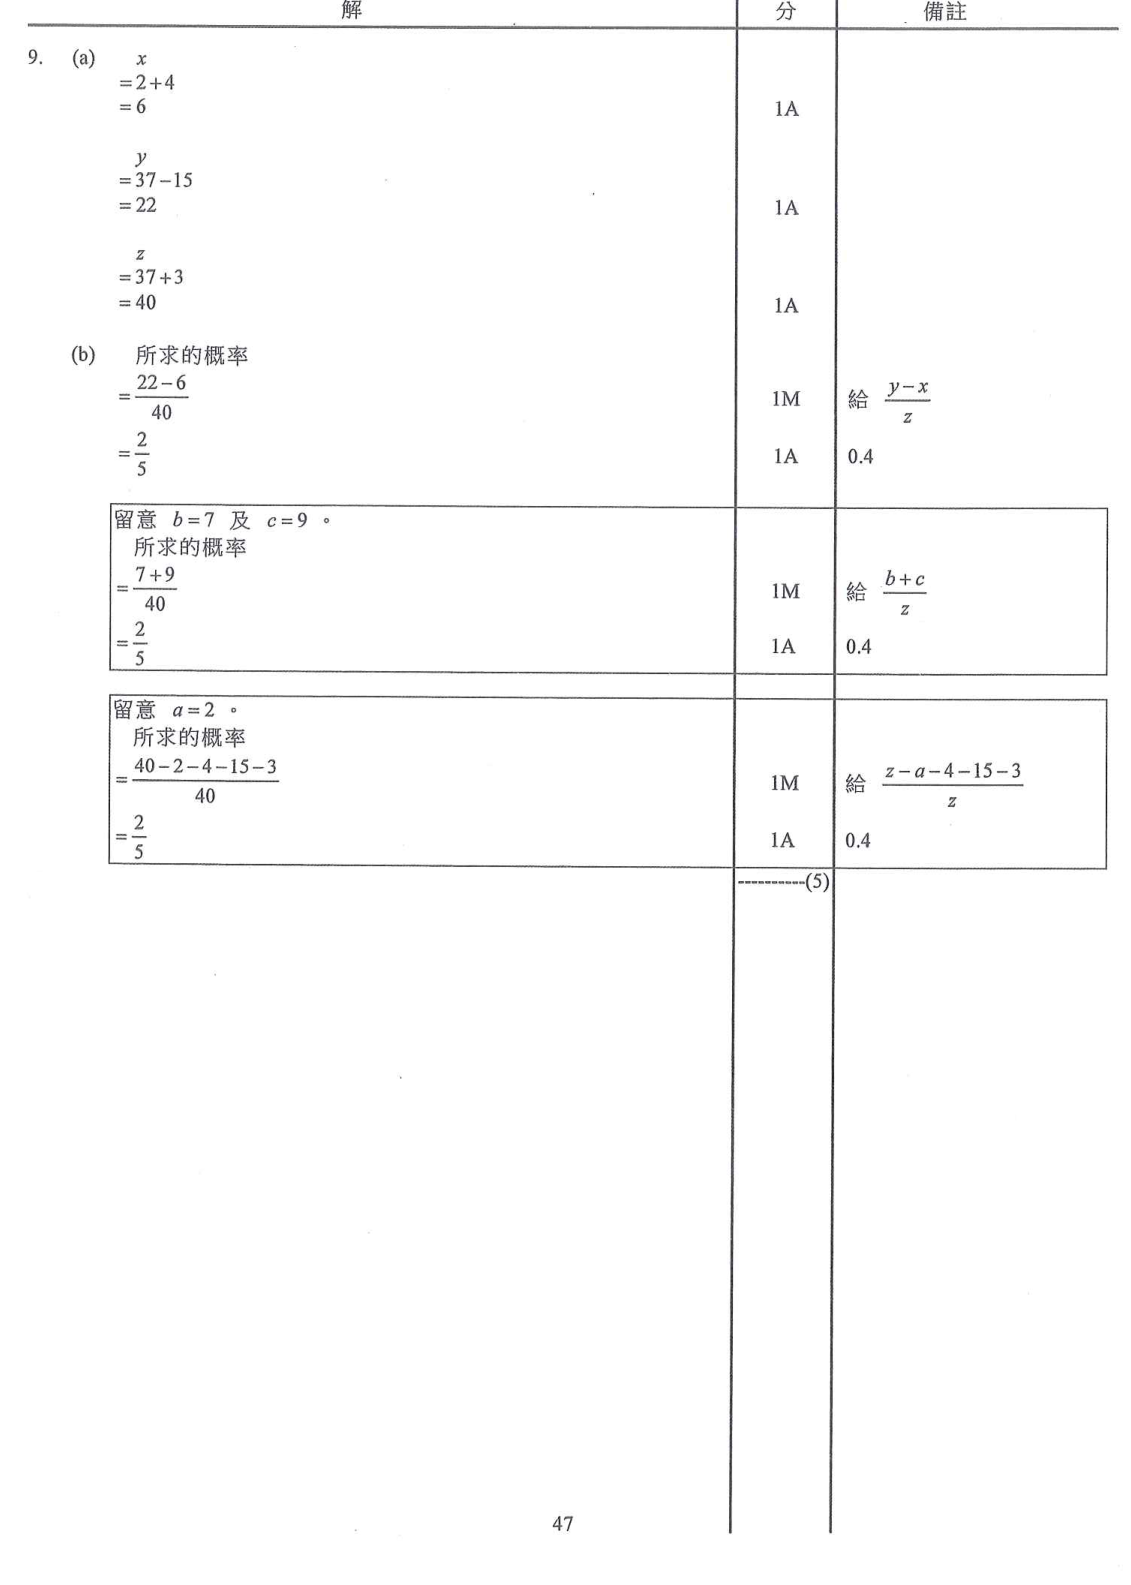 解 分 備註
9. (a) x
=2+4
=6 1A
y
=37−15
=22 1A
z
=37+3
=40 1A
(b) 所求的概率
=(22−6)/40 1M 給 (y−x)/z
=2/5 1A 0.4
留意 b=7 及 c=9 。
所求的概率
=(7+9)/40 1M 給 (b+c)/z
=2/5 1A 0.4
留意 a=2 。
所求的概率
=(40−2−4−15−3)/40 1M 給 (z−a−4−15−3)/z
=2/5 1A 0.4
----------(5)
47